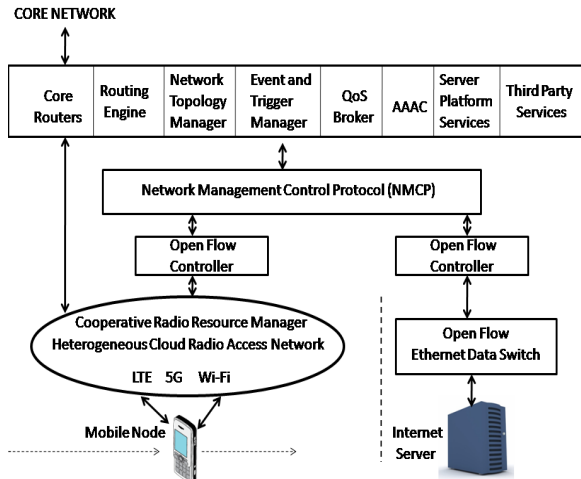 CORE NETWORK
Core
Routers
Routing
Engine
Network
Topology
Manager
Event and
Trigger
Manager
QoS
Broker
AAAC
Server
Platform
Services
Third Party
Services
Network Management Control Protocol (NMCP)
Open Flow
Controller
Open Flow
Controller
Cooperative Radio Resource Manager
Heterogeneous Cloud Radio Access Network
LTE 5G Wi-Fi
Open Flow
Ethernet Data Switch
Mobile Node
Internet
Server